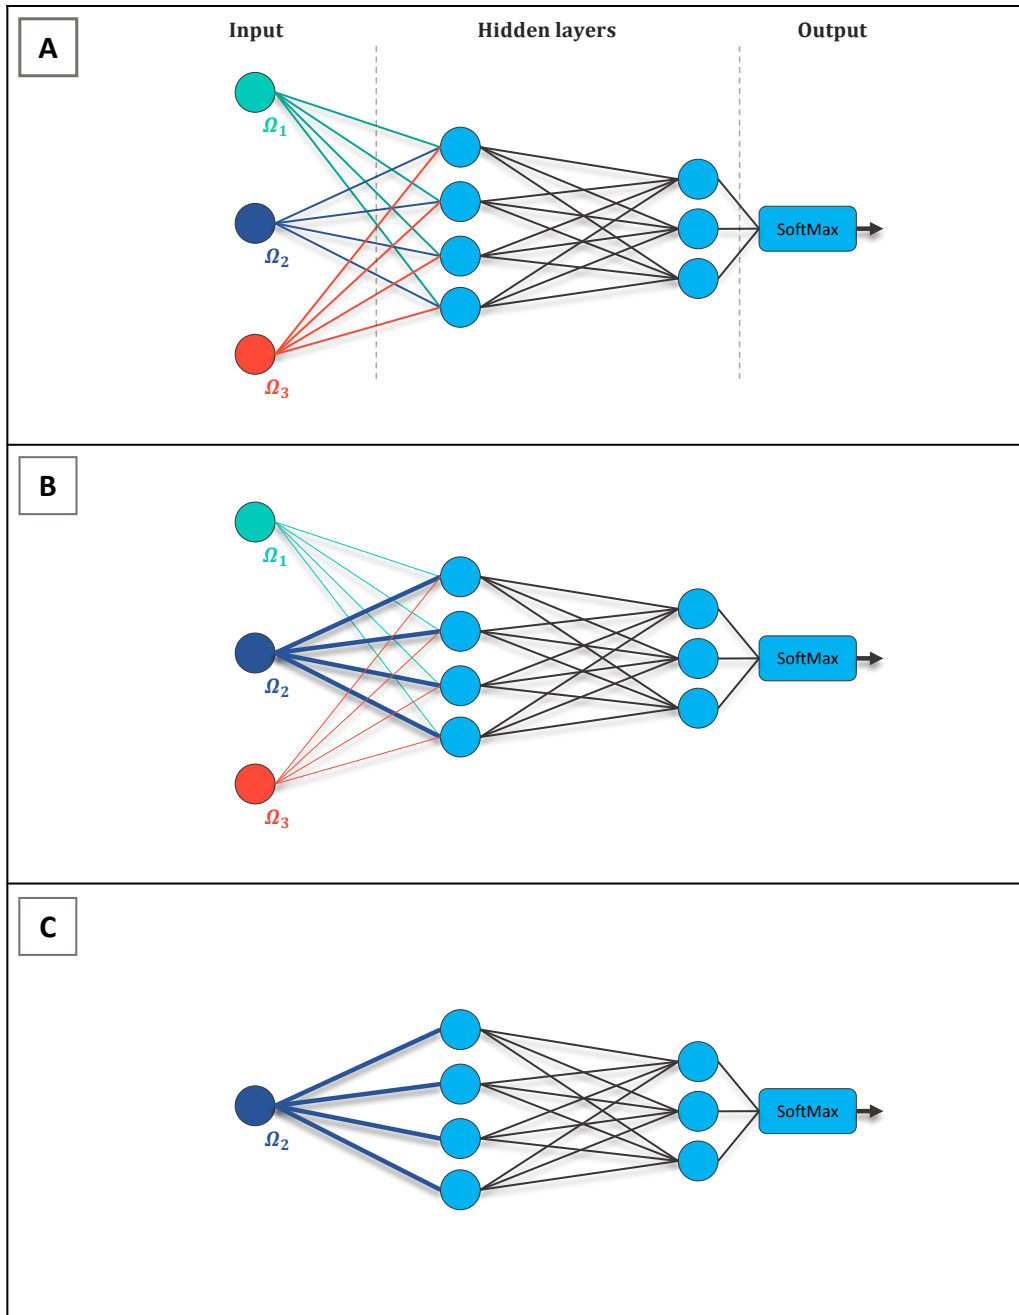 A
Input Hidden layers Output
Ω1
Ω2
SoftMax
Ω3
B
Ω1
Ω2
SoftMax
Ω3
C
Ω2
SoftMax